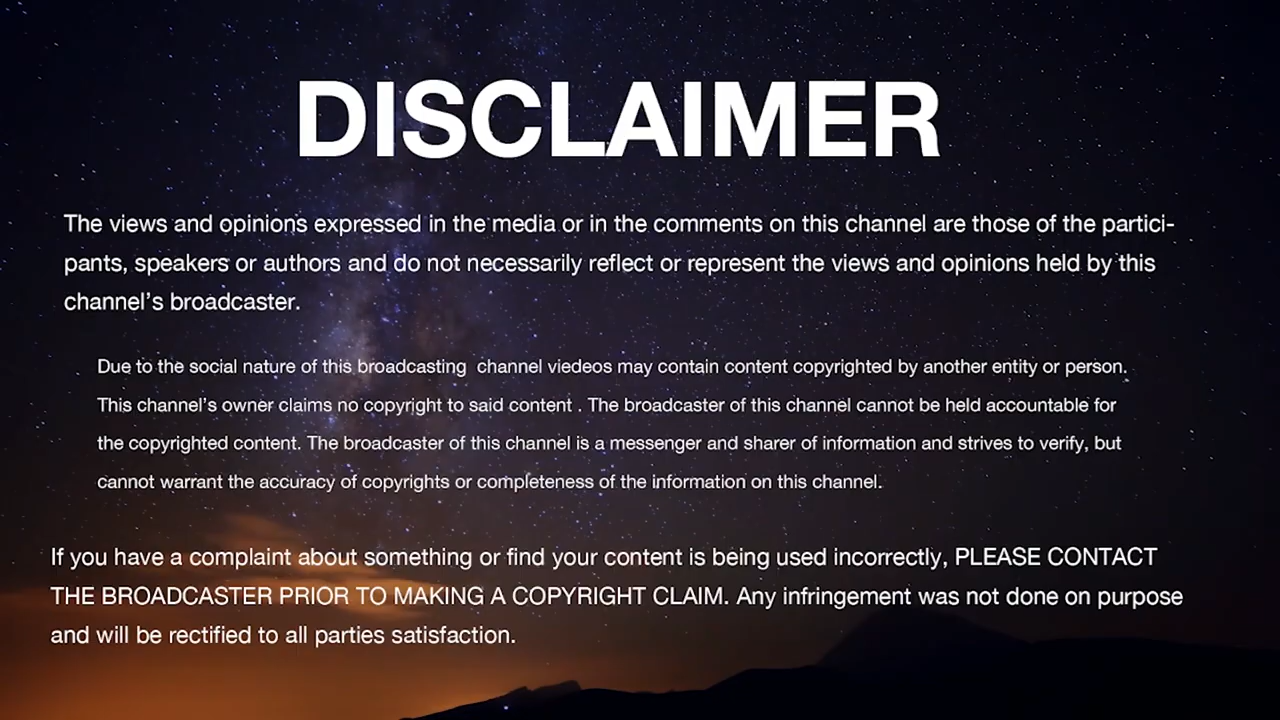 DISCLAIMER
The views and opinions expressed in the media or in the comments on this channel are those of the partici-
pants, speakers or authors and do not necessarily reflect or represent the views and opinions held by this
channel's broadcaster.
Due to the social nature of this broadcasting  channel viedeos may contain content copyrighted by another entity or person.
This channel's owner claims no copyright to said content . The broadcaster of this channel cannot be held accountable for
the copyrighted content. The broadcaster of this channel is a messenger and sharer of information and strives to verify, but
cannot warrant the accuracy of copyrights or completeness of the information on this channel.
If you have a complaint about something or find your content is being used incorrectly, PLEASE CONTACT
THE BROADCASTER PRIOR TO MAKING A COPYRIGHT CLAIM. Any infringement was not done on purpose
and will be rectified to all parties satisfaction.